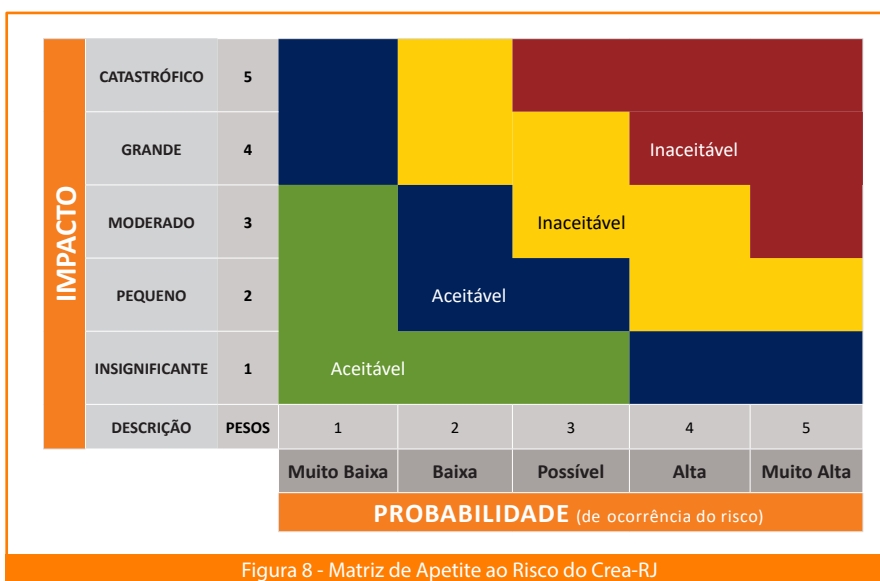 IMPACTO
CATASTRÓFICO 5
GRANDE 4 Inaceitável
MODERADO 3 Inaceitável
PEQUENO 2 Aceitável
INSIGNIFICANTE 1 Aceitável
DESCRIÇÃO PESOS 1 2 3 4 5
Muito Baixa Baixa Possível Alta Muito Alta
PROBABILIDADE (de ocorrência do risco)
Figura 8 - Matriz de Apetite ao Risco do Crea-RJ